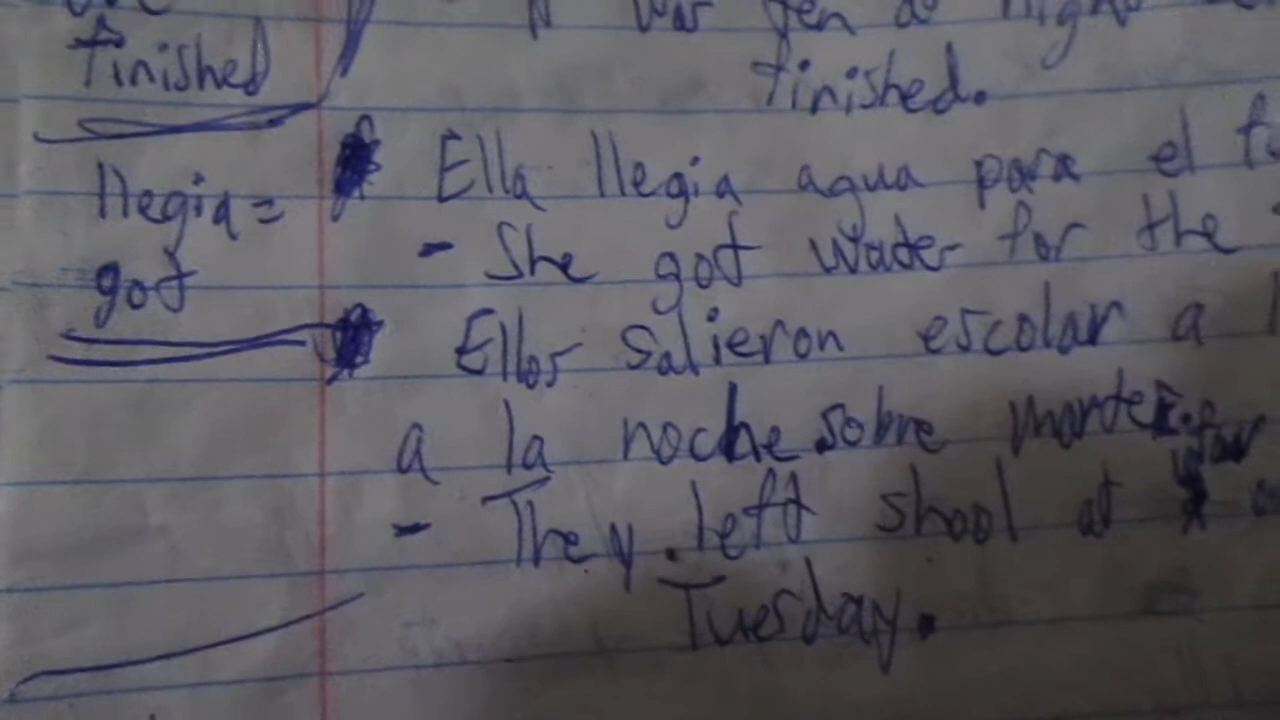 finished
finished.
llegia =
got
Ella llegia agua para el
- She got water for the
Ellos salieron escolar a
a la noche sobre martes.
- They left shool at
Tuesday.